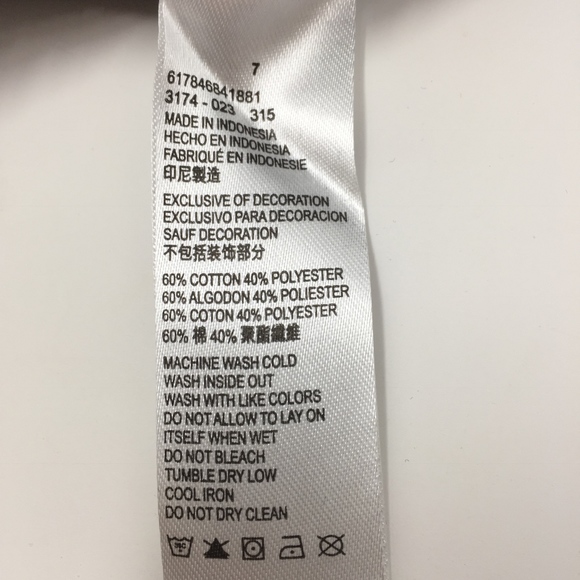 7
617846841881
3174 - 023 315
MADE IN INDONESIA
HECHO EN INDONESIA
FABRIQUÉ EN INDONESIE
印尼製造
EXCLUSIVE OF DECORATION
EXCLUSIVO PARA DECORACION
SAUF DECORATION
不包括装饰部分
60% COTTON 40% POLYESTER
60% ALGODON 40% POLIESTER
60% COTON 40% POLYESTER
60% 棉 40% 聚酯纖維
MACHINE WASH COLD
WASH INSIDE OUT
WASH WITH LIKE COLORS
DO NOT ALLOW TO LAY ON
ITSELF WHEN WET
DO NOT BLEACH
TUMBLE DRY LOW
COOL IRON
DO NOT DRY CLEAN